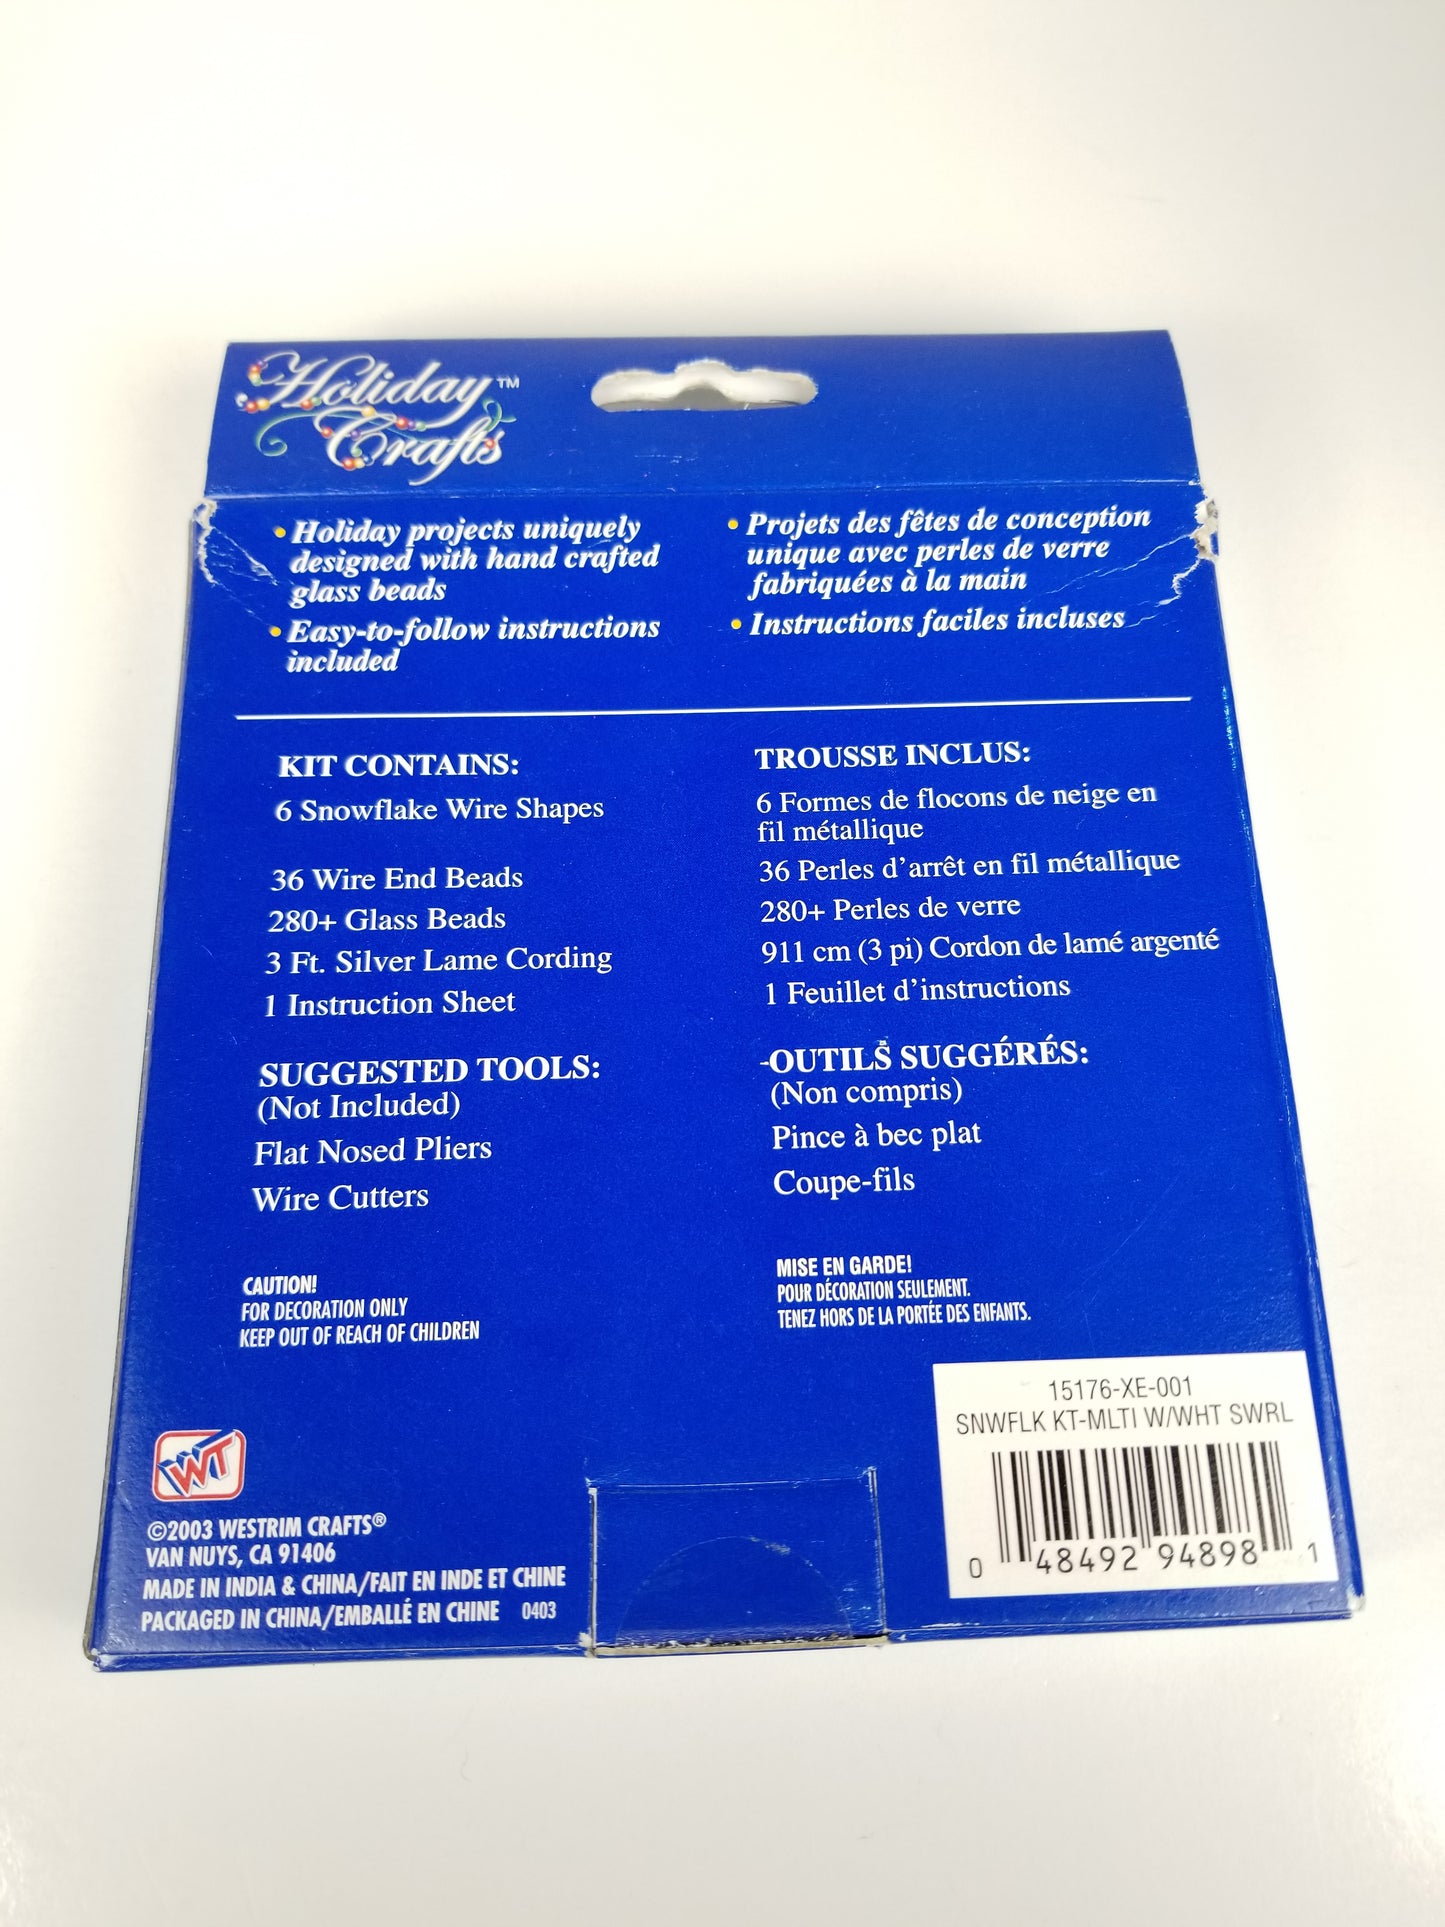 Holiday™
Crafts
• Holiday projects uniquely
designed with hand crafted
glass beads
• Easy-to-follow instructions
included
• Projets des fêtes de conception
unique avec perles de verre
fabriquées à la main
• Instructions faciles incluses
KIT CONTAINS:
6 Snowflake Wire Shapes
36 Wire End Beads
280+ Glass Beads
3 Ft. Silver Lame Cording
1 Instruction Sheet
SUGGESTED TOOLS:
(Not Included)
Flat Nosed Pliers
Wire Cutters
TROUSSE INCLUS:
6 Formes de flocons de neige en
fil métallique
36 Perles d'arrêt en fil métallique
280+ Perles de verre
911 cm (3 pi) Cordon de lamé argenté
1 Feuillet d'instructions
OUTILS SUGGÉRÉS:
(Non compris)
Pince à bec plat
Coupe-fils
CAUTION!
FOR DECORATION ONLY
KEEP OUT OF REACH OF CHILDREN
MISE EN GARDE!
POUR DÉCORATION SEULEMENT.
TENEZ HORS DE LA PORTÉE DES ENFANTS.
WT
©2003 WESTRIM CRAFTS®
VAN NUYS, CA 91406
MADE IN INDIA & CHINA/FAIT EN INDE ET CHINE
PACKAGED IN CHINA/EMBALLÉ EN CHINE 0403
15176-XE-001
SNWFLK KT-MLTI W/WHT SWRL
0 48492 94898 1